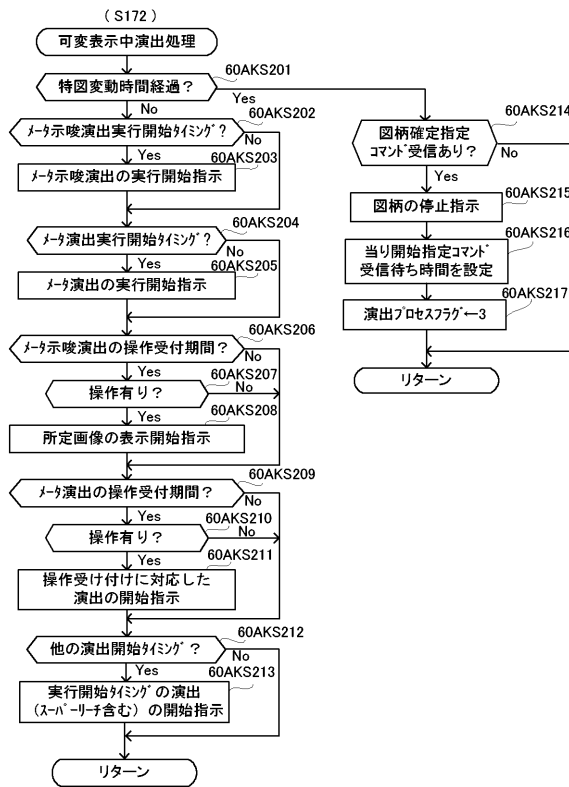 (S172)
可変表示中演出処理
60AKS201
特図変動時間経過？
No
Yes
60AKS202
メータ示唆演出実行開始タイミング？
No
Yes
60AKS203
メータ示唆演出の実行開始指示
60AKS204
メータ演出実行開始タイミング？
No
Yes
60AKS205
メータ演出の実行開始指示
60AKS206
メータ示唆演出の操作受付期間？
No
Yes
60AKS207
操作有り？
No
Yes
60AKS208
所定画像の表示開始指示
60AKS209
メータ演出の操作受付期間？
No
Yes
60AKS210
操作有り？
No
Yes
60AKS211
操作受け付けに対応した
演出の開始指示
60AKS212
他の演出開始タイミング？
No
Yes
60AKS213
実行開始タイミングの演出
(スーパーリーチ含む)の開始指示
リターン
60AKS214
図柄確定指定
コマンド受信あり？
No
Yes
60AKS215
図柄の停止指示
60AKS216
当り開始指定コマンド
受信待ち時間を設定
60AKS217
演出プロセスフラグ←3
リターン